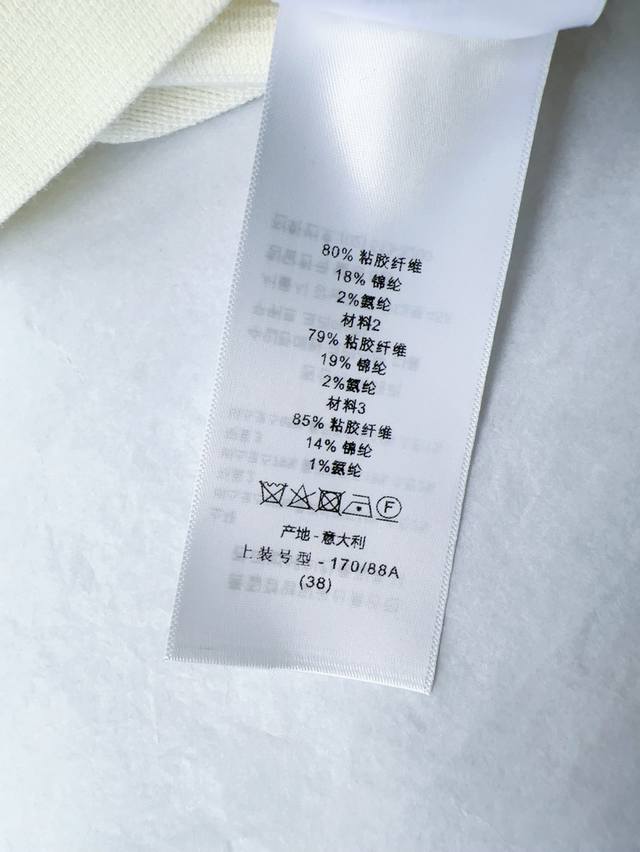 80% 粘胶纤维
18% 锦纶
2%氨纶
材料2
79% 粘胶纤维
19% 锦纶
2%氨纶
材料3
85% 粘胶纤维
14% 锦纶
1%氨纶
F
产地 - 意大利
上装号型 - 170/88A
(38)